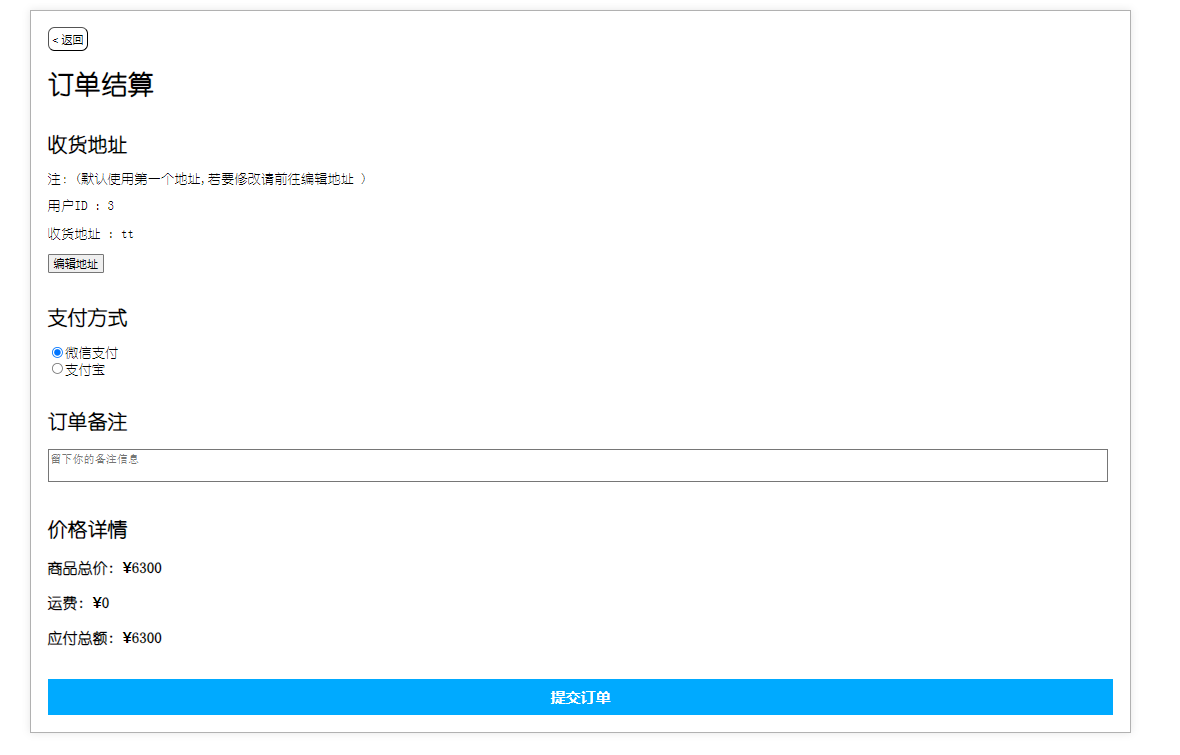 < 返回
订单结算
收货地址
注:(默认使用第一个地址,若要修改请前往编辑地址 )
用户ID : 3
收货地址 : tt
编辑地址
支付方式
微信支付
支付宝
订单备注
留下你的备注信息
价格详情
商品总价: ¥6300
运费: ¥0
应付总额: ¥6300
提交订单